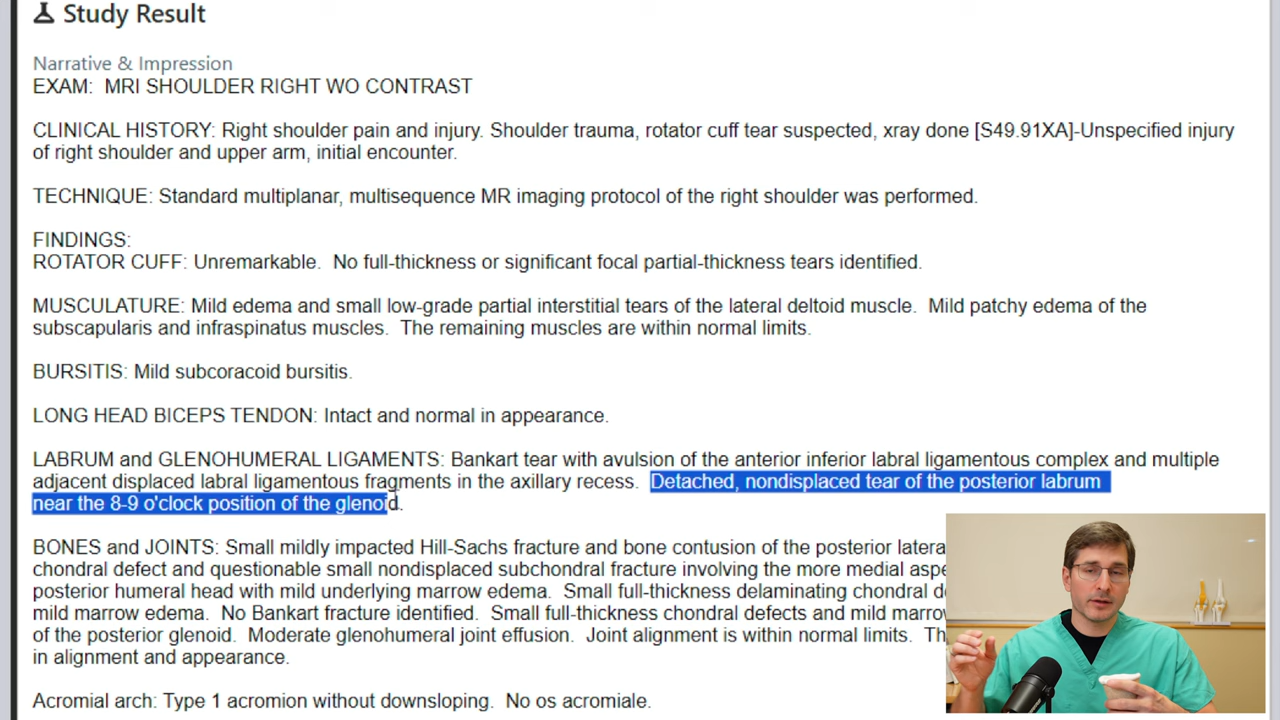 Study Result
Narrative & Impression
EXAM:  MRI SHOULDER RIGHT WO CONTRAST
CLINICAL HISTORY: Right shoulder pain and injury. Shoulder trauma, rotator cuff tear suspected, xray done [S49.91XA]-Unspecified injury
of right shoulder and upper arm, initial encounter.
TECHNIQUE: Standard multiplanar, multisequence MR imaging protocol of the right shoulder was performed.
FINDINGS:
ROTATOR CUFF: Unremarkable.  No full-thickness or significant focal partial-thickness tears identified.
MUSCULATURE: Mild edema and small low-grade partial interstitial tears of the lateral deltoid muscle.  Mild patchy edema of the
subscapularis and infraspinatus muscles.  The remaining muscles are within normal limits.
BURSITIS: Mild subcoracoid bursitis.
LONG HEAD BICEPS TENDON: Intact and normal in appearance.
LABRUM and GLENOHUMERAL LIGAMENTS: Bankart tear with avulsion of the anterior inferior labral ligamentous complex and multiple
adjacent displaced labral ligamentous fragments in the axillary recess.  Detached, nondisplaced tear of the posterior labrum
near the 8-9 o'clock position of the glenoid.
BONES and JOINTS: Small mildly impacted Hill-Sachs fracture and bone contusion of the posterior
chondral defect and questionable small nondisplaced subchondral fracture involving the more medial
posterior humeral head with mild underlying marrow edema.  Small full-thickness delaminating chondral
mild marrow edema.  No Bankart fracture identified.  Small full-thickness chondral defects and mild
of the posterior glenoid.  Moderate glenohumeral joint effusion.  Joint alignment is within normal limits.
in alignment and appearance.
Acromial arch: Type 1 acromion without downsloping.  No os acromiale.